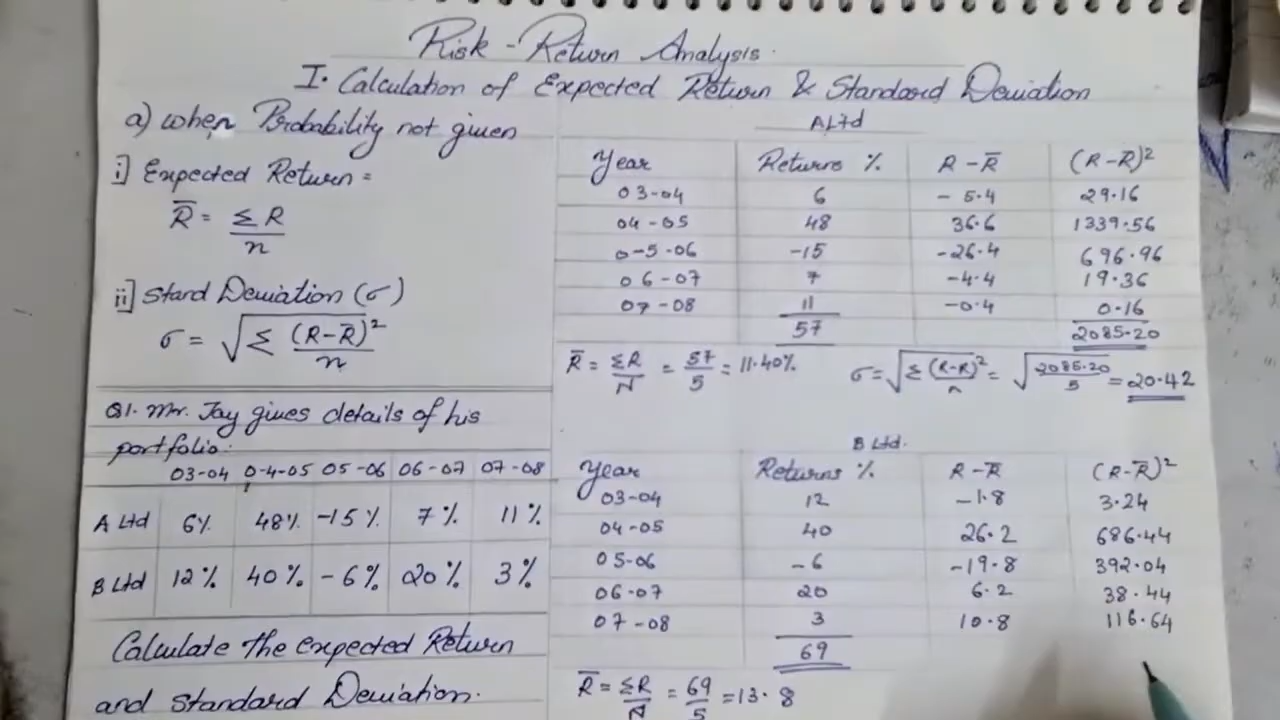 Risk - Return Analysis.
I. Calculation of Expected Return & Standard Deviation
a) when Probability not given
i] Expected Return =
R̅ = ΣR / n
ii] Stard Deviation (σ)
σ = √Σ (R-R̅)² / n
Q1. Mr. Jay gives details of his
portfolio:
03-04 0-4-05 05-06 06-07 07-08
A Ltd 6% 48% -15% 7% 11%
B Ltd 12% 40% -6% 20% 3%
Calculate the expected Return
and standard Deviation.
A Ltd
Year Returns % R-R̅ (R-R̅)²
03-04 6 -5.4 29.16
04-05 48 36.6 1339.56
0-5-06 -15 -26.4 696.96
06-07 7 -4.4 19.36
07-08 11 -0.4 0.16
57 2085.20
R̅ = ΣR / N = 57 / 5 = 11.40% σ = √Σ (R-R)² / n = √2085.20 / 5 = 20.42
B Ltd.
Year Returns % R-R̅ (R-R̅)²
03-04 12 -1.8 3.24
04-05 40 26.2 686.44
05-06 -6 -19.8 392.04
06-07 20 6.2 38.44
07-08 3 10.8 116.64
69
R̅ = ΣR / N = 69 / 5 = 13.8